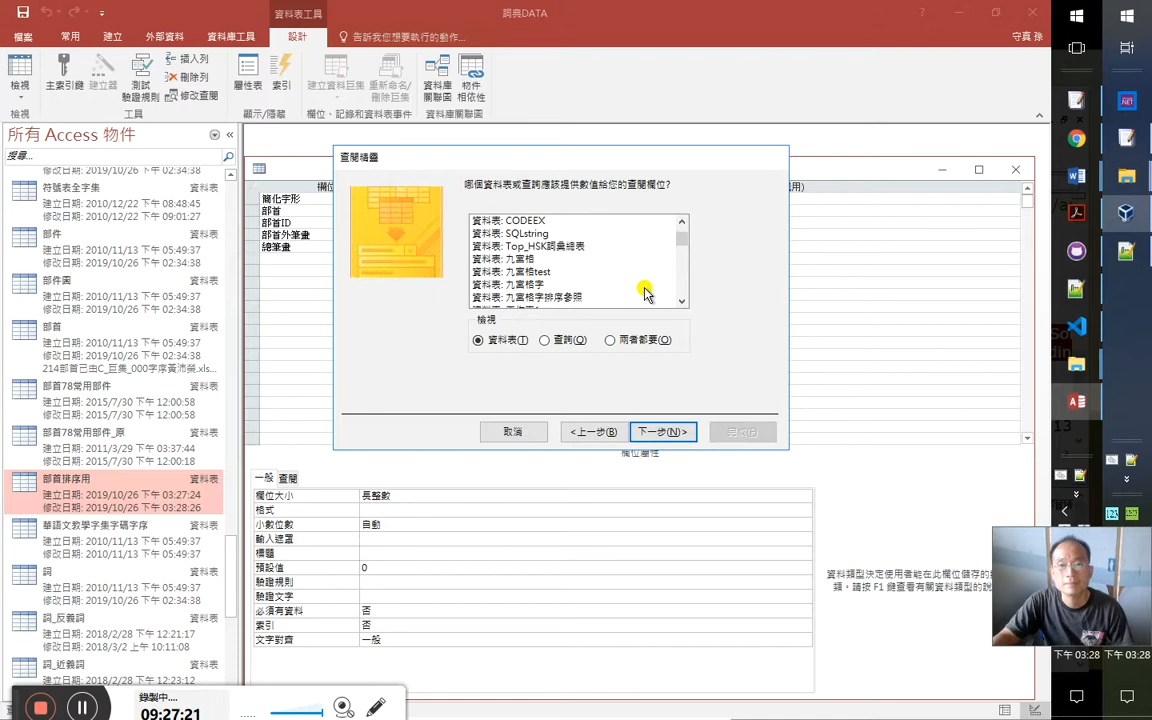 資料表工具
詞典DATA
檔案
常用
建立
外部資料
資料庫工具
設計
告訴我您想要執行的動作...
守真 孫
檢視
主索引鍵
建立器
測試
驗證規則
插入列
刪除列
修改查閱
屬性表
索引
建立資料巨集
重新命名/
刪除巨集
資料庫
關聯圖
物件
相依性
檢視
工具
顯示/隱藏
欄位、記錄和資料表事件
資料庫關聯圖
所有 Access 物件
搜尋...
修改日期: 2019/10/26 下午 02:34:38
符號表全字集
資料表
建立日期: 2010/12/22 下午 08:48:45
修改日期: 2010/12/22 下午 09:01:27
部件
資料表
建立日期: 2010/11/13 下午 05:49:37
修改日期: 2019/10/26 下午 02:34:38
部件圖
資料表
建立日期: 2010/11/13 下午 05:49:37
修改日期: 2019/10/26 下午 02:34:38
部首
資料表
建立日期: 2010/11/13 下午 05:49:37
修改日期: 2019/10/26 下午 02:34:38
214部首已由C_巨集_000字序黃沛榮.xls...
部首78常用部件
資料表
建立日期: 2015/7/30 下午 12:00:58
修改日期: 2015/7/30 下午 12:00:58
部首78常用部件_原
資料表
建立日期: 2011/3/29 下午 03:37:44
修改日期: 2015/7/30 下午 12:00:18
部首排序用
資料表
建立日期: 2019/10/26 下午 03:27:24
修改日期: 2019/10/26 下午 03:28:26
華語文教學字集字碼字序
資料表
建立日期: 2010/11/13 下午 05:49:37
修改日期: 2010/11/13 下午 05:49:37
詞
資料表
建立日期: 2010/11/13 下午 05:49:37
修改日期: 2019/10/26 下午 02:34:38
詞_反義詞
資料表
建立日期: 2018/2/28 下午 12:21:17
修改日期: 2018/3/2 上午 10:11:08
詞_近義詞
資料表
建立日期: 2018/2/28 下午 12:23:12
簡化字形
部首
部首ID
部首外筆畫
總筆畫
查閱精靈
哪個資料表或查詢應該提供數值給您的查閱欄位?
資料表: CODEEX
資料表: SQLstring
資料表: Top_HSK詞典總表
資料表: 九宮格
資料表: 九宮格test
資料表: 九宮格字
資料表: 九宮格字排序參照
檢視
資料表(T)
查詢(Q)
兩者都要(O)
取消
<上一步(B)
下一步(N)>
完成(F)
欄位屬性
一般
查閱
欄位大小
長整數
格式
小數位數
自動
輸入遮罩
標題
預設值
0
驗證規則
驗證文字
必須有資料
否
索引
否
文字對齊
一般
資料類型決定使用者能在此欄位儲存的
類。請按 F1 鍵查看有關資料類型的說
錄製中....
09:27:21
下午 03:28
下午 03:28